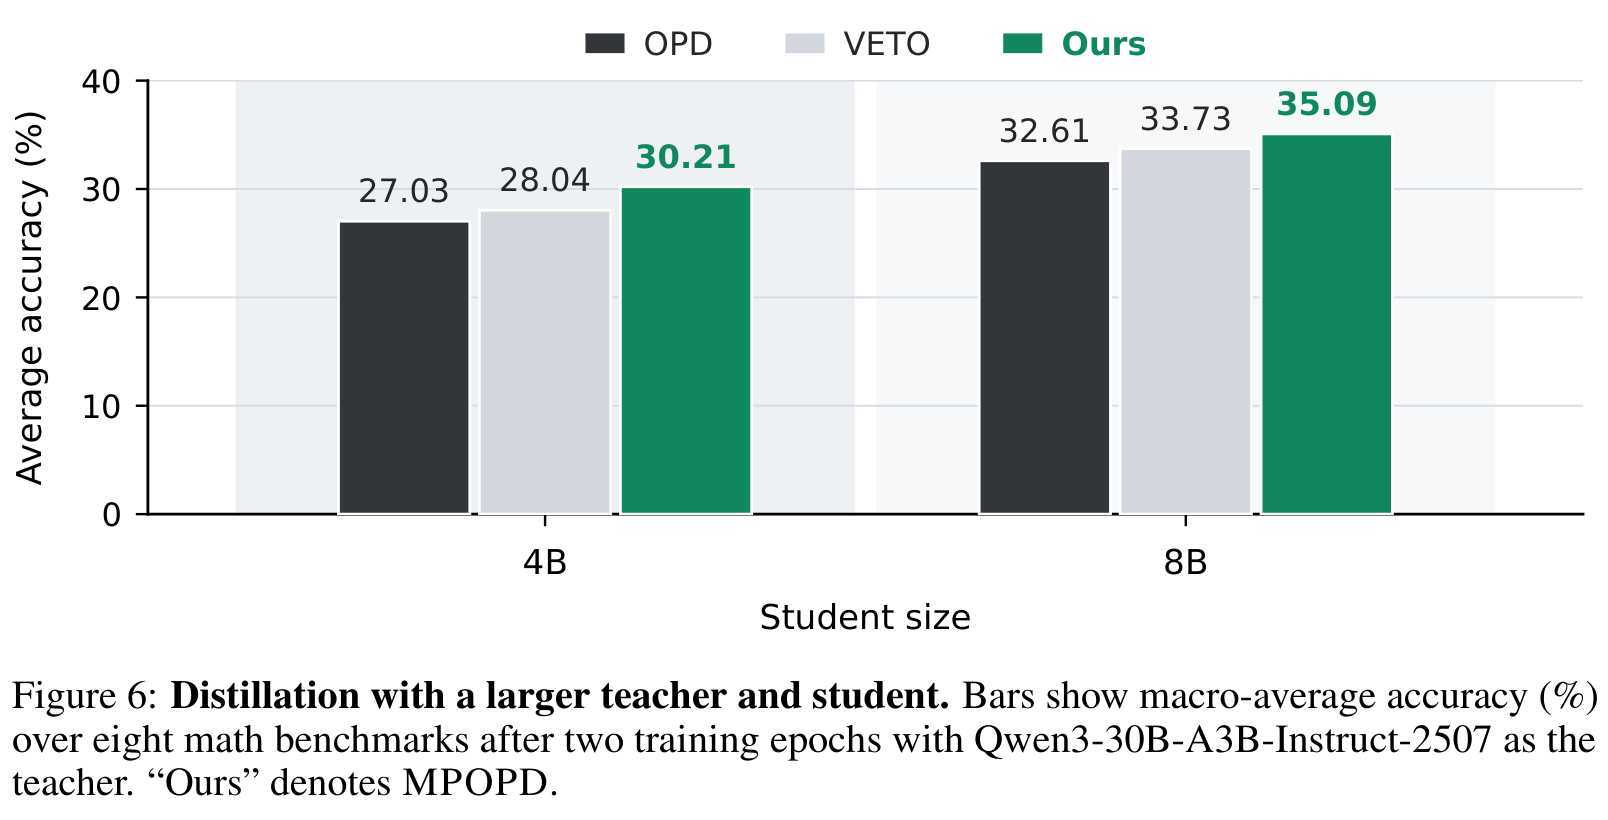 OPD VETO Ours
Average accuracy (%)
40
30
20
10
0
27.03
28.04
30.21
32.61
33.73
35.09
4B
8B
Student size
Figure 6: Distillation with a larger teacher and student. Bars show macro-average accuracy (%)
over eight math benchmarks after two training epochs with Qwen3-30B-A3B-Instruct-2507 as the
teacher. “Ours” denotes MPOPD.